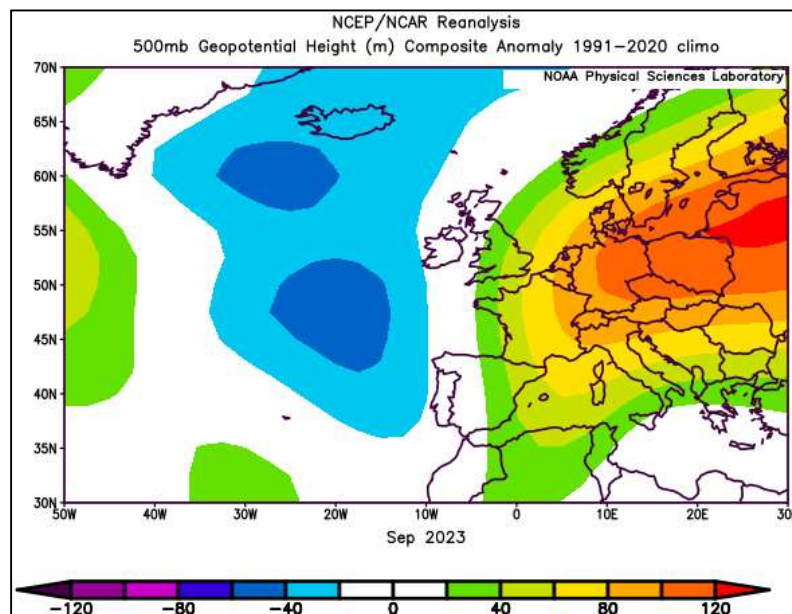 NCEP/NCAR Reanalysis
500mb Geopotential Height (m) Composite Anomaly 1991-2020 climo
NOAA Physical Sciences Laboratory
70N
65N
60N
55N
50N
45N
40N
35N
30N
50W 40W 30W 20W 10W 0 10E 20E 30
Sep 2023
-120 -80 -40 0 40 80 120